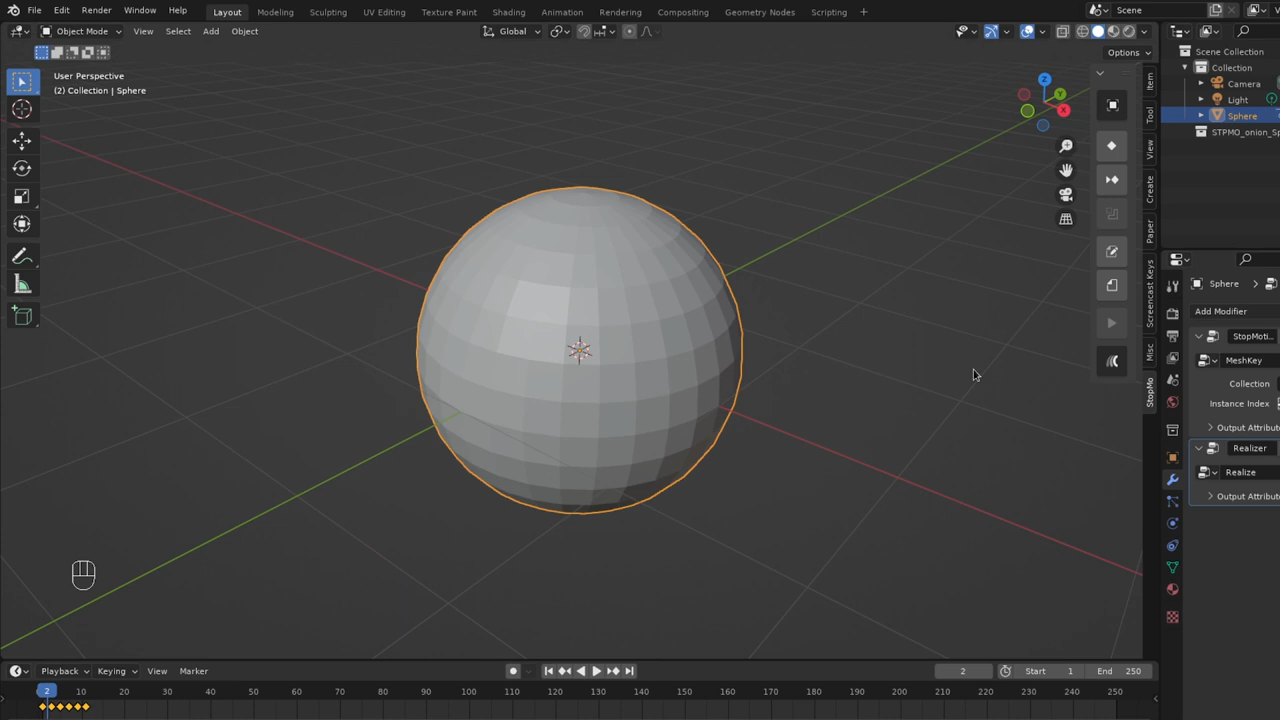 File Edit Render Window Help Layout Modeling Sculpting UV Editing Texture Paint Shading Animation Rendering Compositing Geometry Nodes Scripting + Scene
Object Mode View Select Add Object Global
Options
User Perspective
(2) Collection | Sphere
Z
Y
X
Item
Tool
View
Create
Paper
Screencast Keys
Misc
StopMo
Scene Collection
Collection
Camera
Light
Sphere
STPMO_onion_Sp
Sphere
Add Modifier
StopMoti...
MeshKey
Collection
Instance Index
Output Attribute
Realizer
Realize
Output Attribute
Playback Keying View Marker 2 Start 1 End 250
2 10 20 30 40 50 60 70 80 90 100 110 120 130 140 150 160 170 180 190 200 210 220 230 240 250